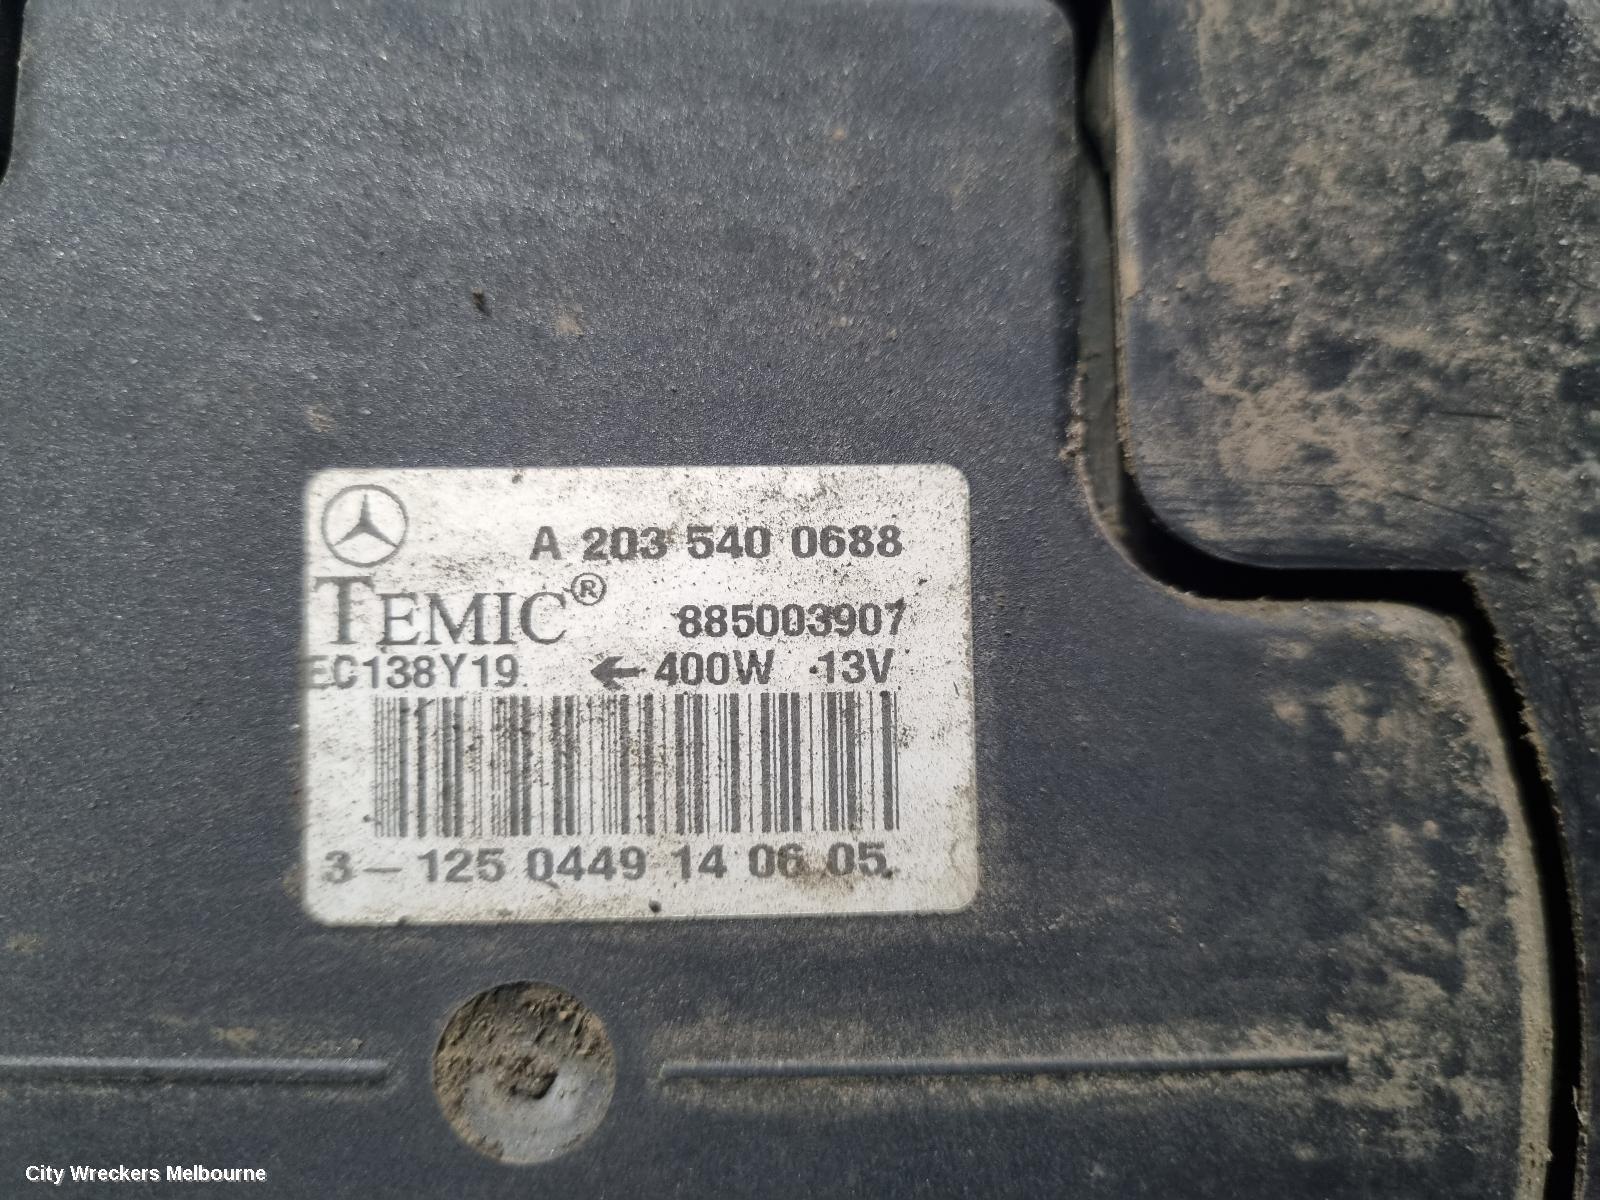 A 203 540 0688
TEMIC®
885003907
EC138Y19 ← 400W 13V
3-125 0449 14 06 05
City Wreckers Melbourne